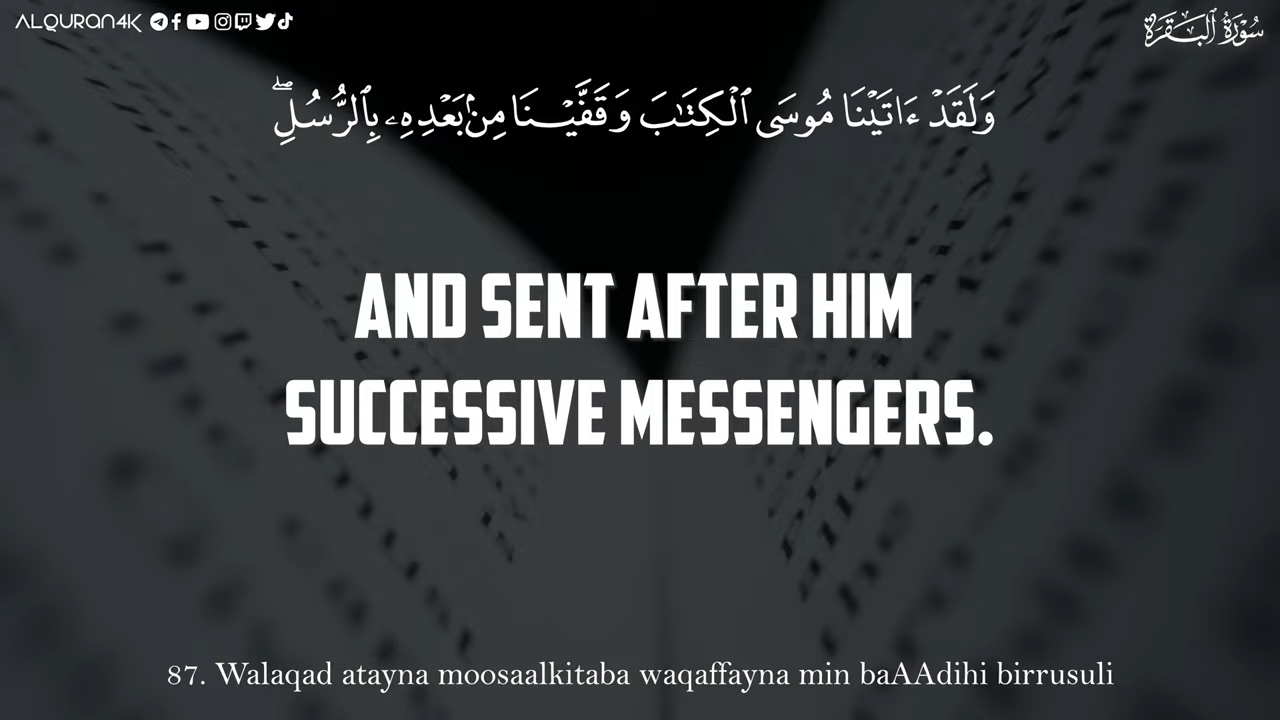 ALQURAN4K
سُورَةُ ٱلْبَقَرَةِ
وَلَقَدْ ءَاتَيْنَا مُوسَى ٱلْكِتَٰبَ وَقَفَّيْنَا مِنۢ بَعْدِهِۦ بِٱلرُّسُلِ ۖ
AND SENT AFTER HIM
SUCCESSIVE MESSENGERS.
87. Walaqad atayna moosaalkitaba waqaffayna min baAAdihi birrusuli